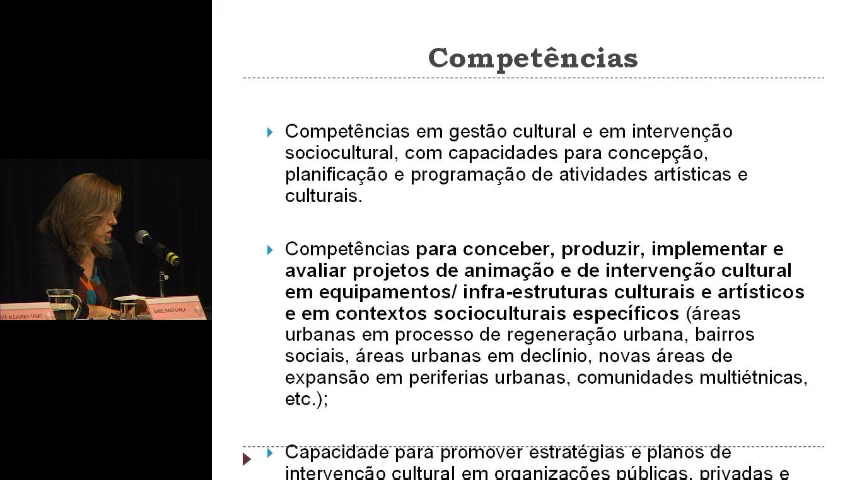 Competências
Competências em gestão cultural e em intervenção
sociocultural, com capacidades para concepção,
planificação e programação de atividades artísticas e
culturais.
Competências para conceber, produzir, implementar e
avaliar projetos de animação e de intervenção cultural
em equipamentos/ infra-estruturas culturais e artísticos
e em contextos socioculturais específicos (áreas
urbanas em processo de regeneração urbana, bairros
sociais, áreas urbanas em declínio, novas áreas de
expansão em periferias urbanas, comunidades multiétnicas,
etc.);
Capacidade para promover estratégias e planos de
intervenção cultural em organizações públicas, privadas e